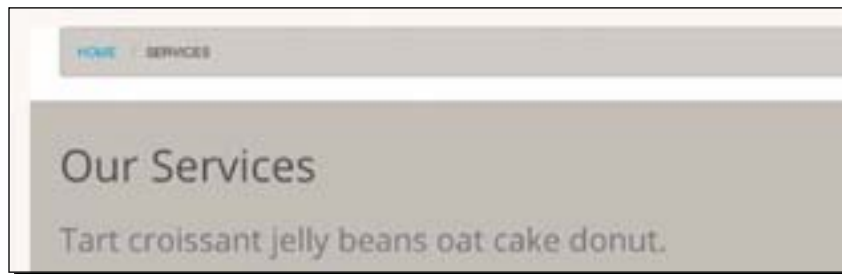 HOME / SERVICES
Our Services
Tart croissant jelly beans oat cake donut.